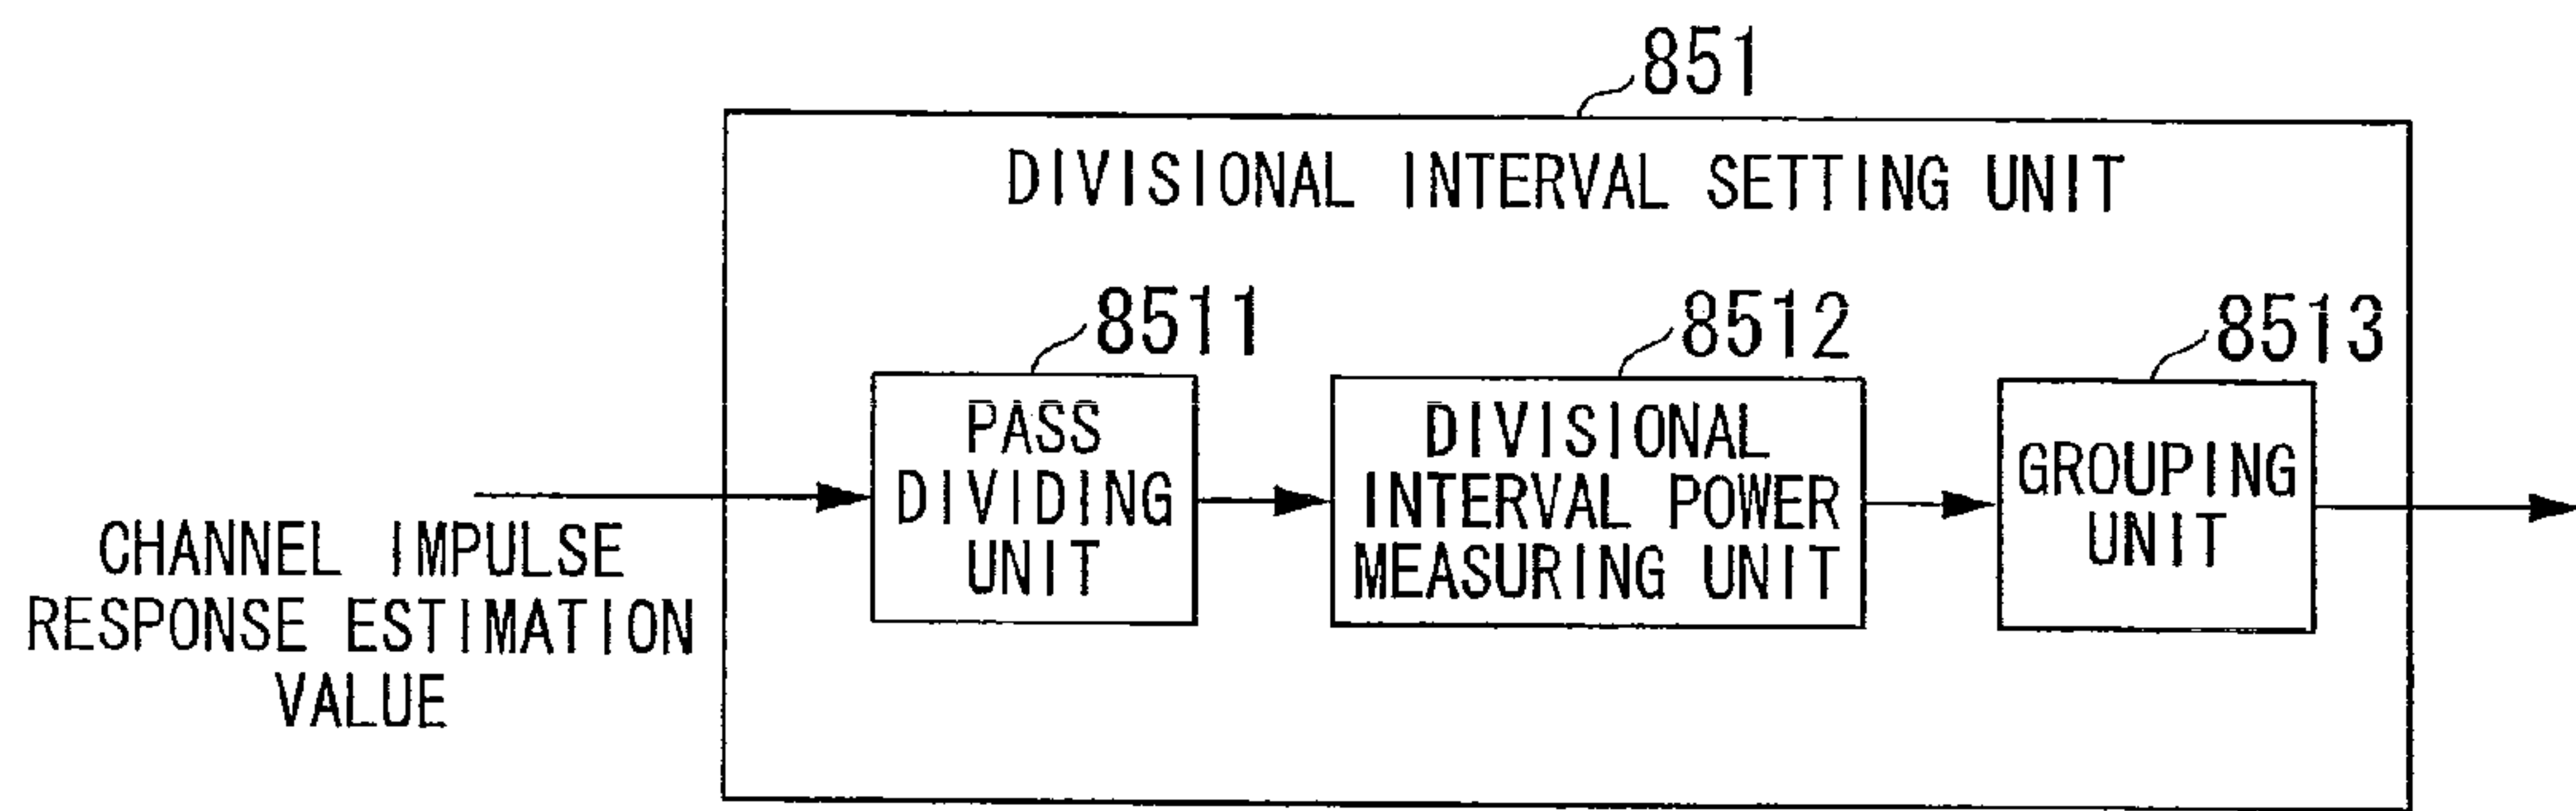 851
DIVISIONAL INTERVAL SETTING UNIT
8511
8512
8513
PASS
DIVIDING
UNIT
DIVISIONAL
INTERVAL POWER
MEASURING UNIT
GROUPING
UNIT
CHANNEL IMPULSE
RESPONSE ESTIMATION
VALUE